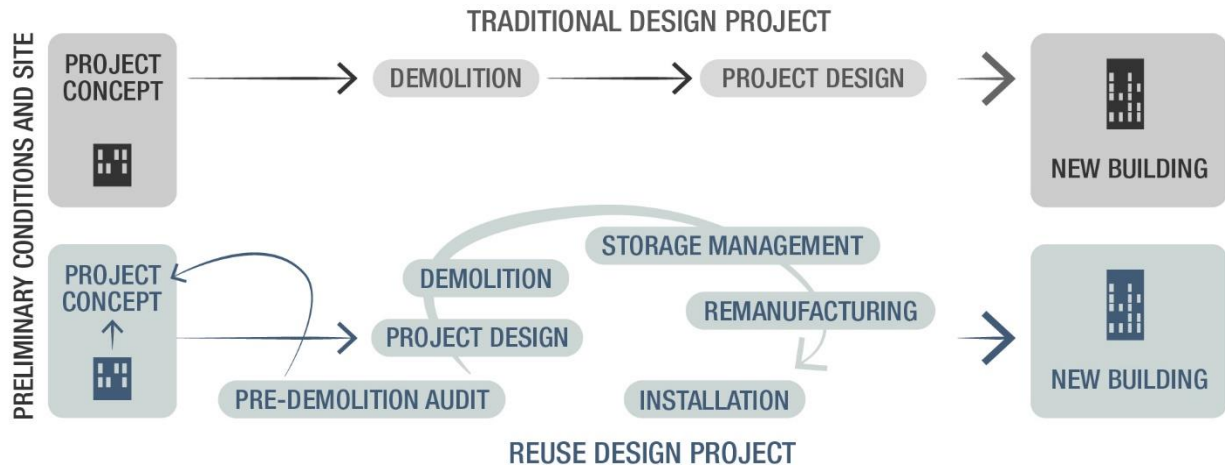 TRADITIONAL DESIGN PROJECT
PRELIMINARY CONDITIONS AND SITE
PROJECT
CONCEPT
DEMOLITION
PROJECT DESIGN
NEW BUILDING
PROJECT
CONCEPT
STORAGE MANAGEMENT
DEMOLITION
REMANUFACTURING
PROJECT DESIGN
PRE-DEMOLITION AUDIT
INSTALLATION
NEW BUILDING
REUSE DESIGN PROJECT